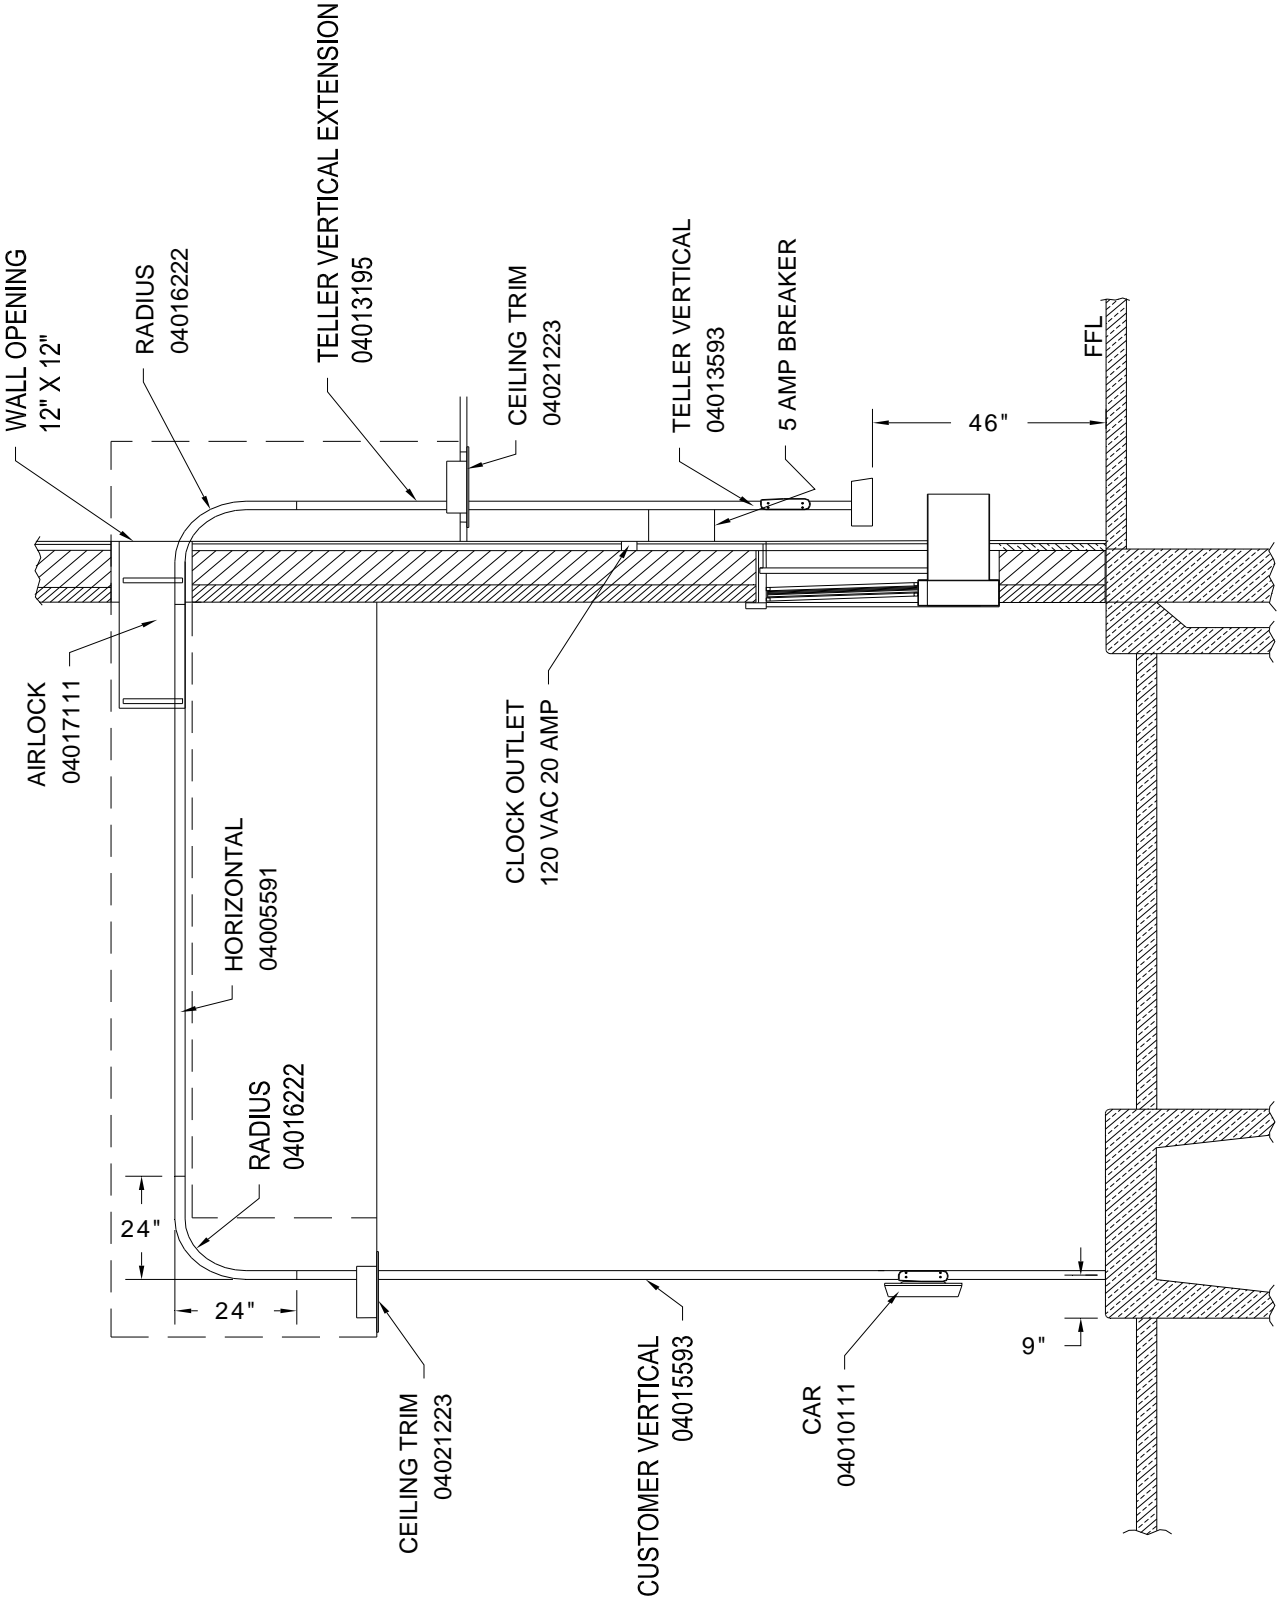 WALL OPENING
12" X 12"
RADIUS
04016222
TELLER VERTICAL EXTENSION
04013195
CEILING TRIM
04021223
TELLER VERTICAL
04013593
5 AMP BREAKER
46"
FFL
AIRLOCK
04017111
CLOCK OUTLET
120 VAC 20 AMP
HORIZONTAL
04005591
RADIUS
04016222
24"
24"
CEILING TRIM
04021223
CUSTOMER VERTICAL
04015593
CAR
04010111
9"